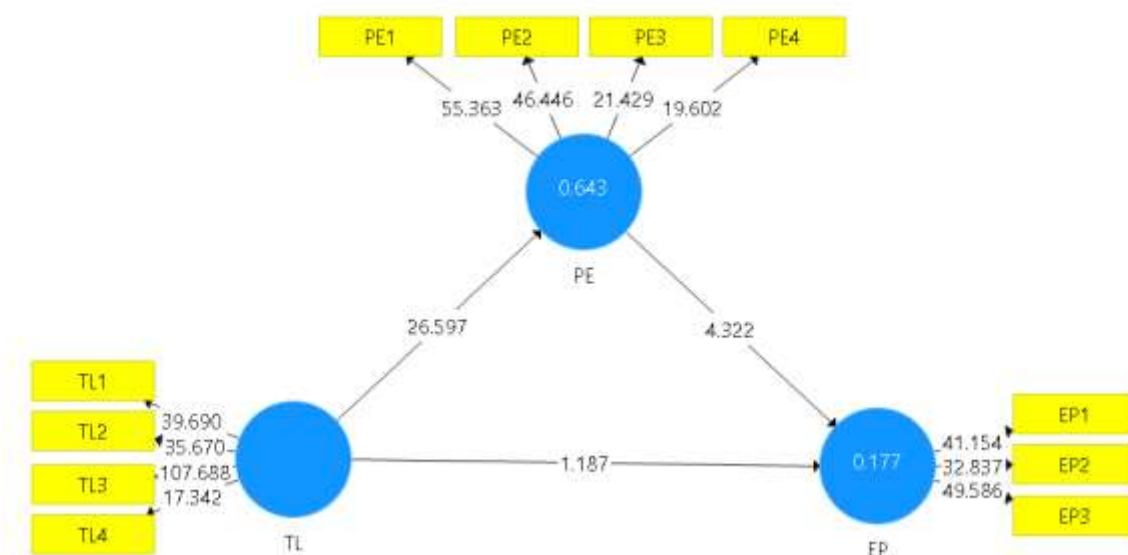 PE1 PE2 PE3 PE4
55.363 46.446 21.429 19.602
0.643
PE
26.597 4.322
TL1
39.690
TL2
35.670
TL3
107.688
17.342
TL4
TL
1.187
0.177
EP
41.154
EP1
32.837
EP2
49.586
EP3